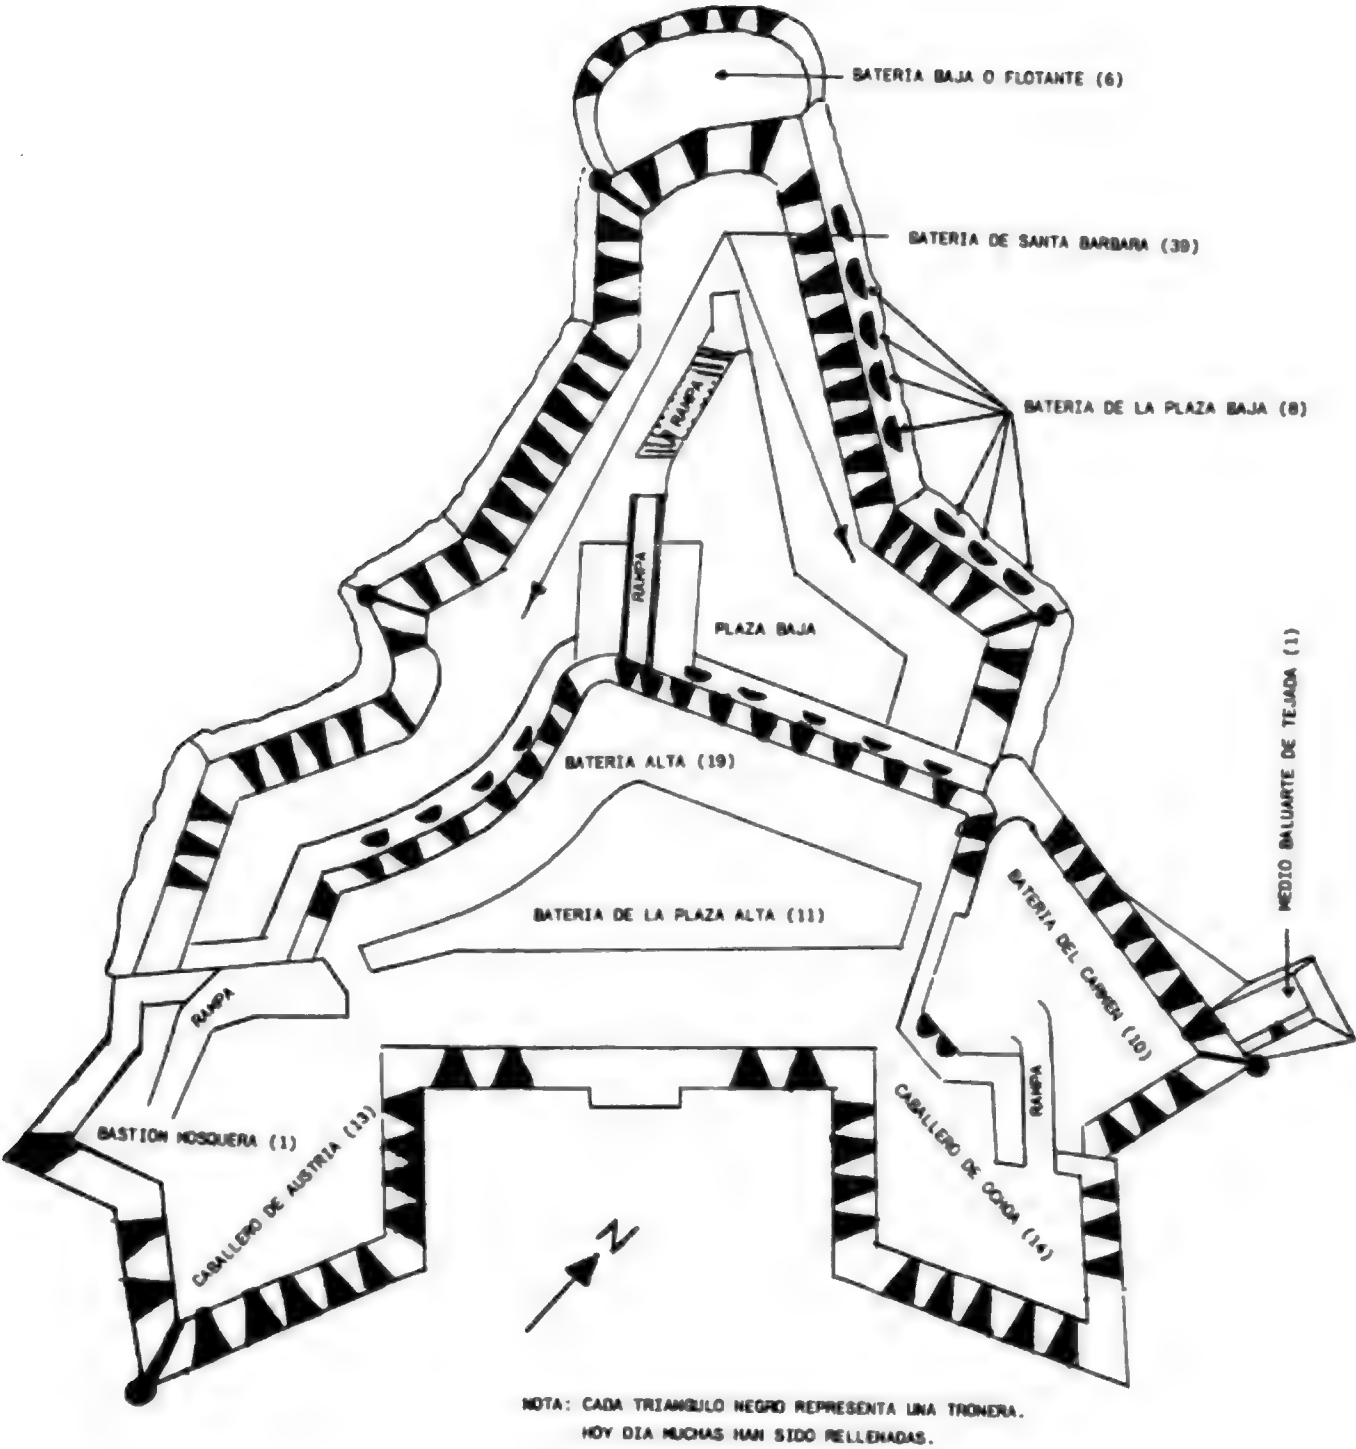 BATERIA BAJA O FLOTANTE (6)
BATERIA DE SANTA BARBARA (39)
RAMPA
BATERIA DE LA PLAZA BAJA (8)
RAMPA
PLAZA BAJA
MEDIO BALUARTE DE TEJADA (1)
BATERIA ALTA (19)
BATERIA DE LA PLAZA ALTA (11)
BATERIA DEL CARMEN (10)
RAMPA
RAMPA
BASTION MOSQUERA (1)
CABALLERO DE AUSTRIA (13)
CABALLERO DE OCHOA (14)
N
NOTA: CADA TRIANGULO NEGRO REPRESENTA UNA TRONERA.
HOY DIA MUCHAS HAN SIDO RELLENADAS.